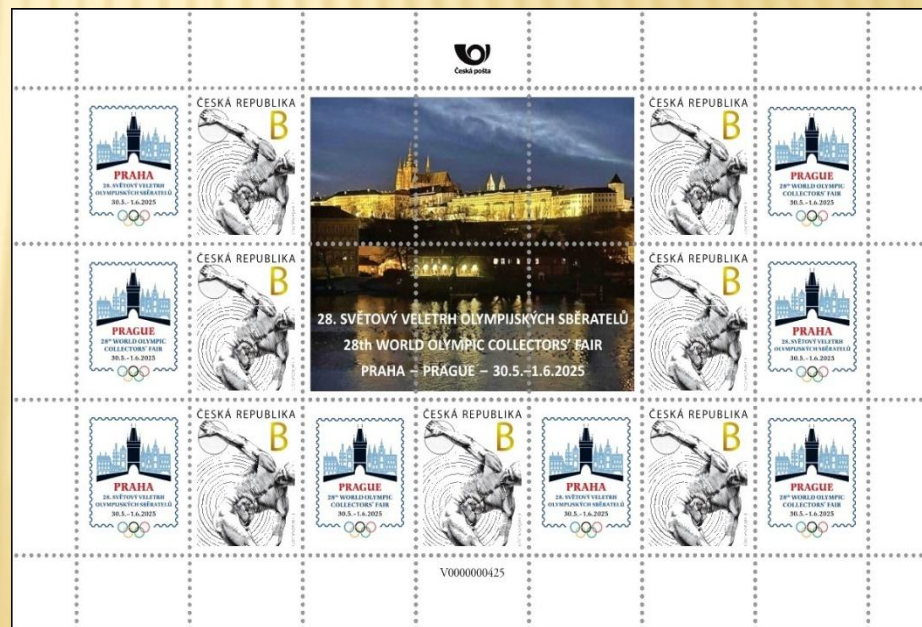 Česká pošta
PRAHA
28. SVĚTOVÝ VELETRH
OLYMPIJSKÝCH SBĚRATELŮ
30.5.–1.6.2025
ČESKÁ REPUBLIKA
B
ČESKÁ REPUBLIKA
B
PRAGUE
28th WORLD OLYMPIC
COLLECTORS' FAIR
30.5.–1.6.2025
PRAGUE
28th WORLD OLYMPIC
COLLECTORS' FAIR
30.5.–1.6.2025
ČESKÁ REPUBLIKA
B
28. SVĚTOVÝ VELETRH OLYMPIJSKÝCH SBĚRATELŮ
28th WORLD OLYMPIC COLLECTORS' FAIR
PRAHA – PRAGUE – 30.5.–1.6.2025
ČESKÁ REPUBLIKA
B
PRAHA
28. SVĚTOVÝ VELETRH
OLYMPIJSKÝCH SBĚRATELŮ
30.5.–1.6.2025
PRAHA
28. SVĚTOVÝ VELETRH
OLYMPIJSKÝCH SBĚRATELŮ
30.5.–1.6.2025
ČESKÁ REPUBLIKA
B
PRAGUE
28th WORLD OLYMPIC
COLLECTORS' FAIR
30.5.–1.6.2025
ČESKÁ REPUBLIKA
B
PRAHA
28. SVĚTOVÝ VELETRH
OLYMPIJSKÝCH SBĚRATELŮ
30.5.–1.6.2025
ČESKÁ REPUBLIKA
B
PRAGUE
28th WORLD OLYMPIC
COLLECTORS' FAIR
30.5.–1.6.2025
V0000000425